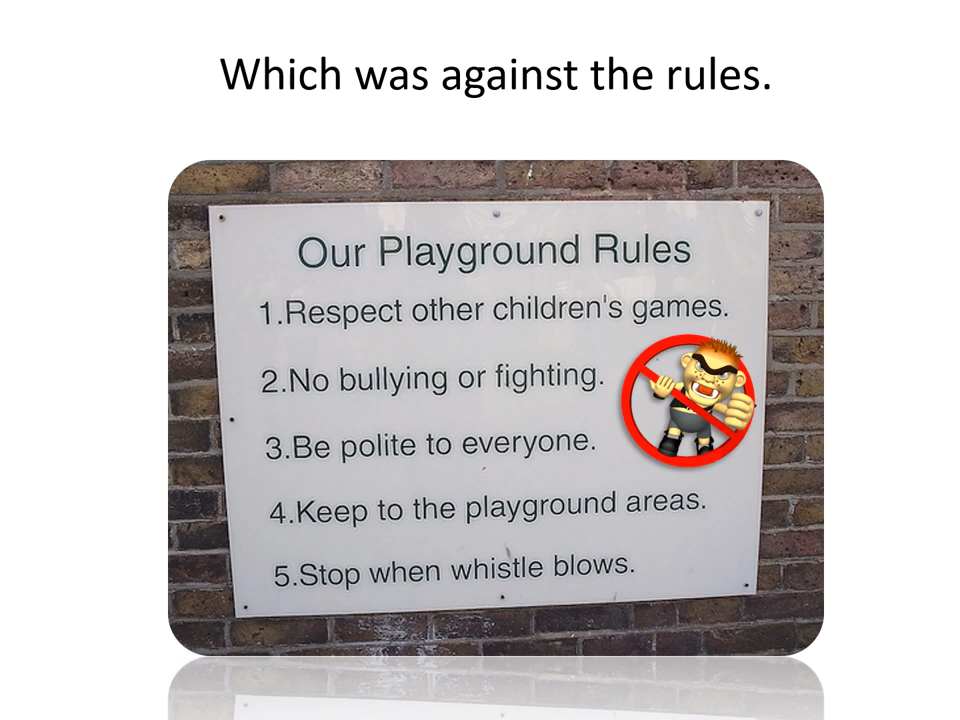 Which was against the rules.
Our Playground Rules
1.Respect other children's games.
2.No bullying or fighting.
3.Be polite to everyone.
4.Keep to the playground areas.
5.Stop when whistle blows.